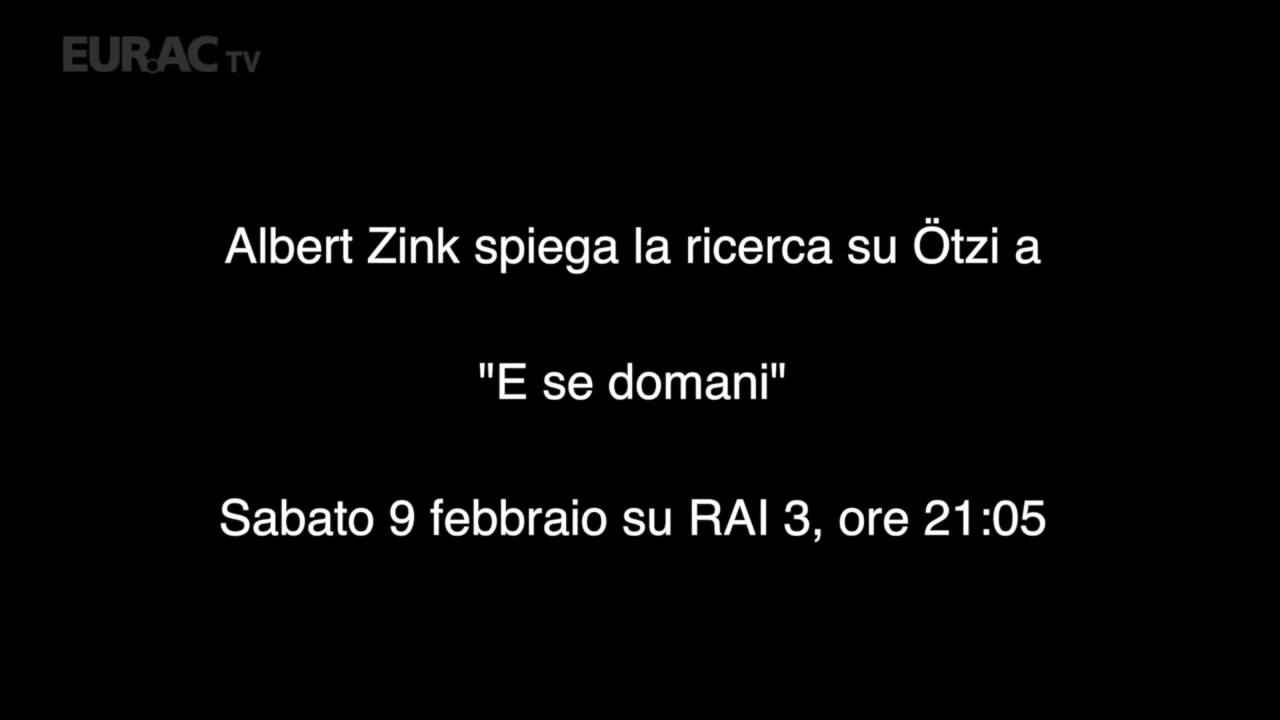 EURAC TV
Albert Zink spiega la ricerca su Ötzi a
"E se domani"
Sabato 9 febbraio su RAI 3, ore 21:05